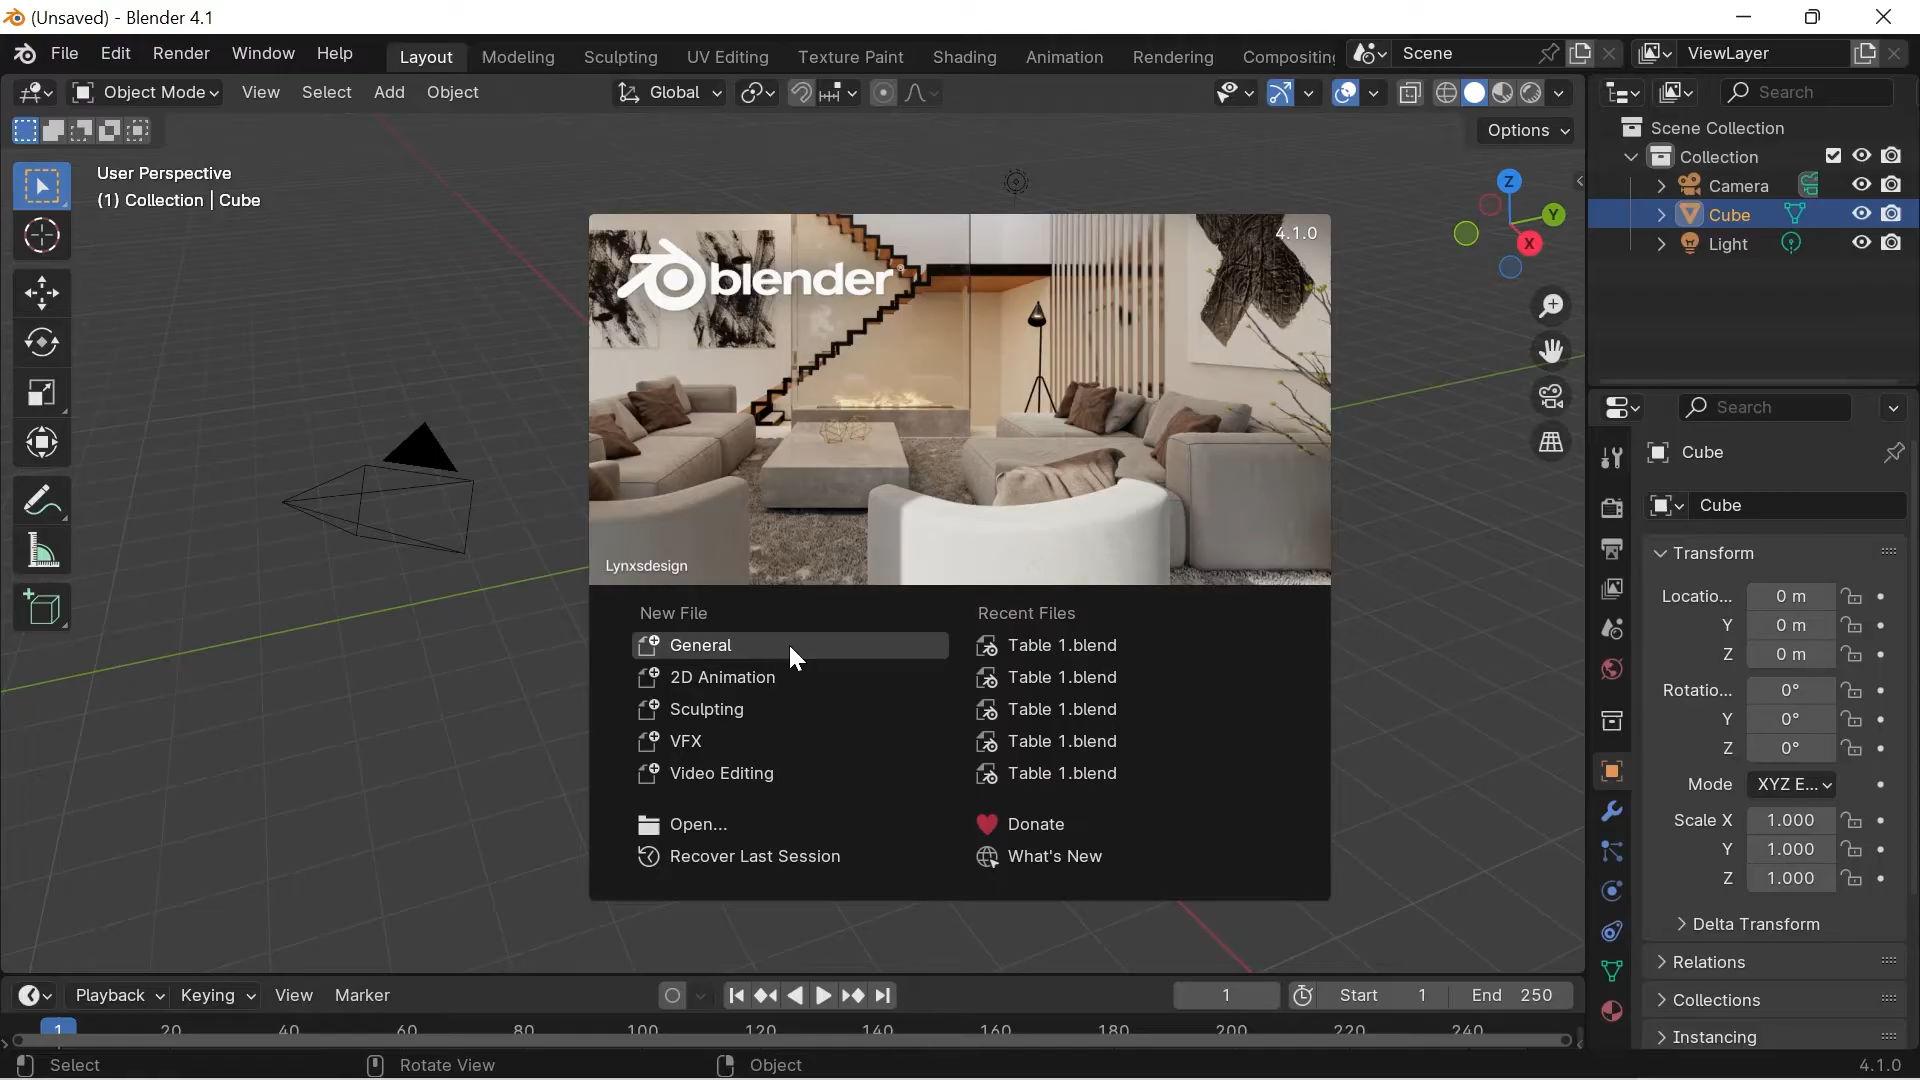 (Unsaved) - Blender 4.1
File Edit Render Window Help Layout Modeling Sculpting UV Editing Texture Paint Shading Animation Rendering Compositing Scene ViewLayer
Object Mode View Select Add Object Global Search
Options
User Perspective
(1) Collection | Cube
Scene Collection
Collection
Camera
Cube
Light
Z
Y
X
4.1.0
blender
Lynxsdesign
New File
General
2D Animation
Sculpting
VFX
Video Editing
Open...
Recover Last Session
Recent Files
Table 1.blend
Table 1.blend
Table 1.blend
Table 1.blend
Table 1.blend
Donate
What's New
Search
Cube
Cube
Transform
Locatio... 0 m
Y 0 m
Z 0 m
Rotatio... 0°
Y 0°
Z 0°
Mode XYZ E...
Scale X 1.000
Y 1.000
Z 1.000
Delta Transform
Relations
Collections
Instancing
Playback Keying View Marker 1 Start 1 End 250
1 20 40 60 80 100 120 140 160 180 200 220 240
Select Rotate View Object 4.1.0